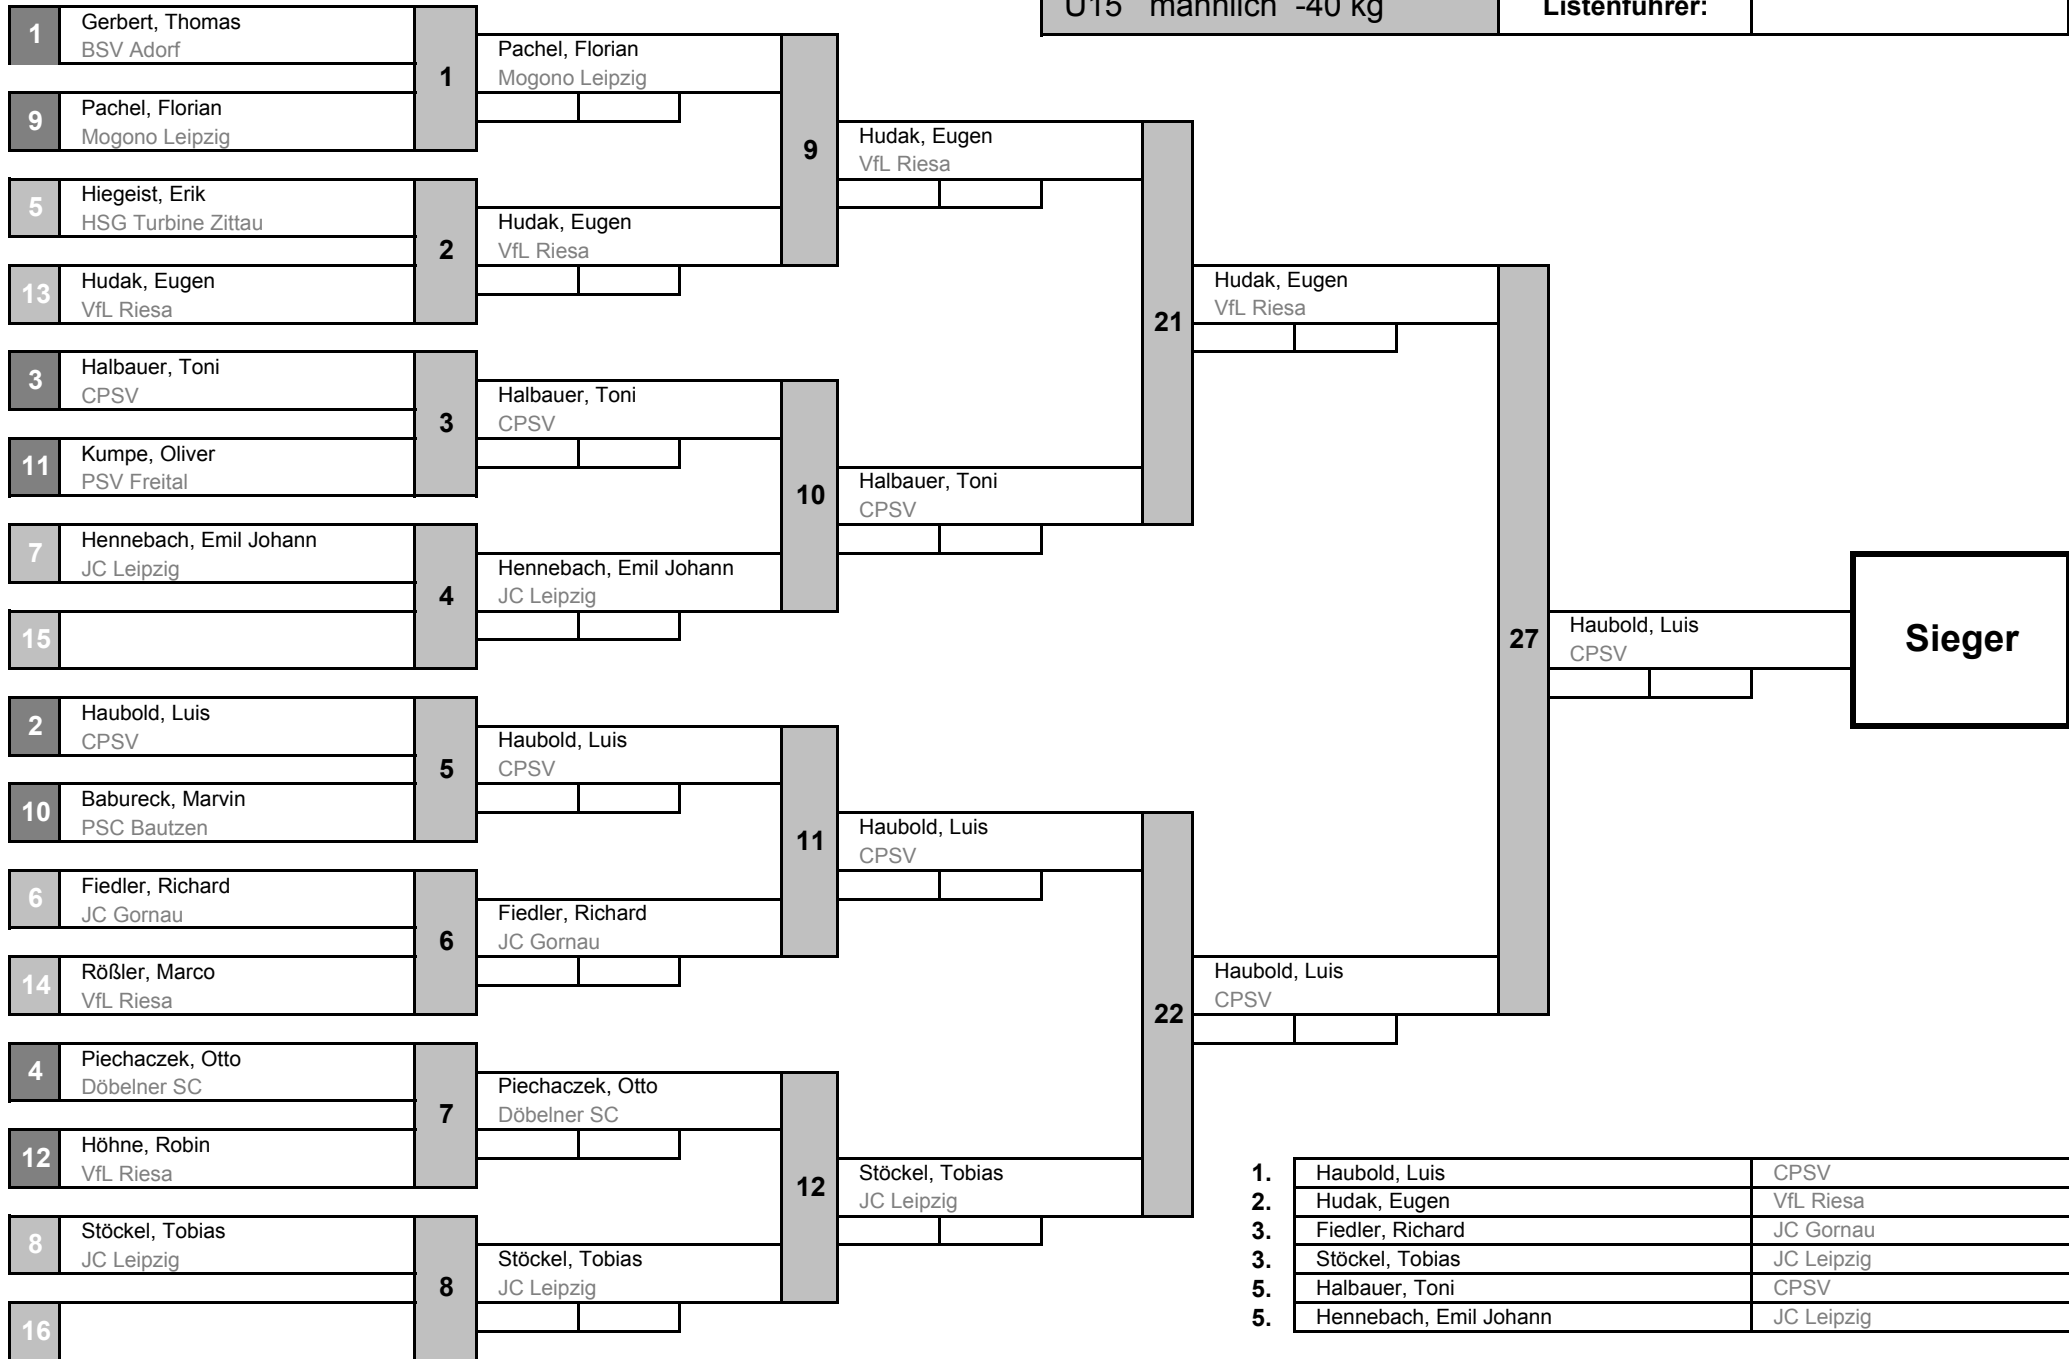 U15 männlich -40 kg
Listenführer:
1
Gerbert, Thomas
BSV Adorf
9
Pachel, Florian
Mogono Leipzig
5
Hiegeist, Erik
HSG Turbine Zittau
13
Hudak, Eugen
VfL Riesa
3
Halbauer, Toni
CPSV
11
Kumpe, Oliver
PSV Freital
7
Hennebach, Emil Johann
JC Leipzig
15
2
Haubold, Luis
CPSV
10
Babureck, Marvin
PSC Bautzen
6
Fiedler, Richard
JC Gornau
14
Rößler, Marco
VfL Riesa
4
Piechaczek, Otto
Döbelner SC
12
Höhne, Robin
VfL Riesa
8
Stöckel, Tobias
JC Leipzig
16
1
2
3
4
5
6
7
8
Pachel, Florian
Mogono Leipzig
Hudak, Eugen
VfL Riesa
Halbauer, Toni
CPSV
Hennebach, Emil Johann
JC Leipzig
Haubold, Luis
CPSV
Fiedler, Richard
JC Gornau
Piechaczek, Otto
Döbelner SC
Stöckel, Tobias
JC Leipzig
9
10
11
12
Hudak, Eugen
VfL Riesa
Halbauer, Toni
CPSV
Haubold, Luis
CPSV
Stöckel, Tobias
JC Leipzig
21
22
Hudak, Eugen
VfL Riesa
Haubold, Luis
CPSV
27
Haubold, Luis
CPSV
Sieger
1. Haubold, Luis CPSV
2. Hudak, Eugen VfL Riesa
3. Fiedler, Richard JC Gornau
3. Stöckel, Tobias JC Leipzig
5. Halbauer, Toni CPSV
5. Hennebach, Emil Johann JC Leipzig